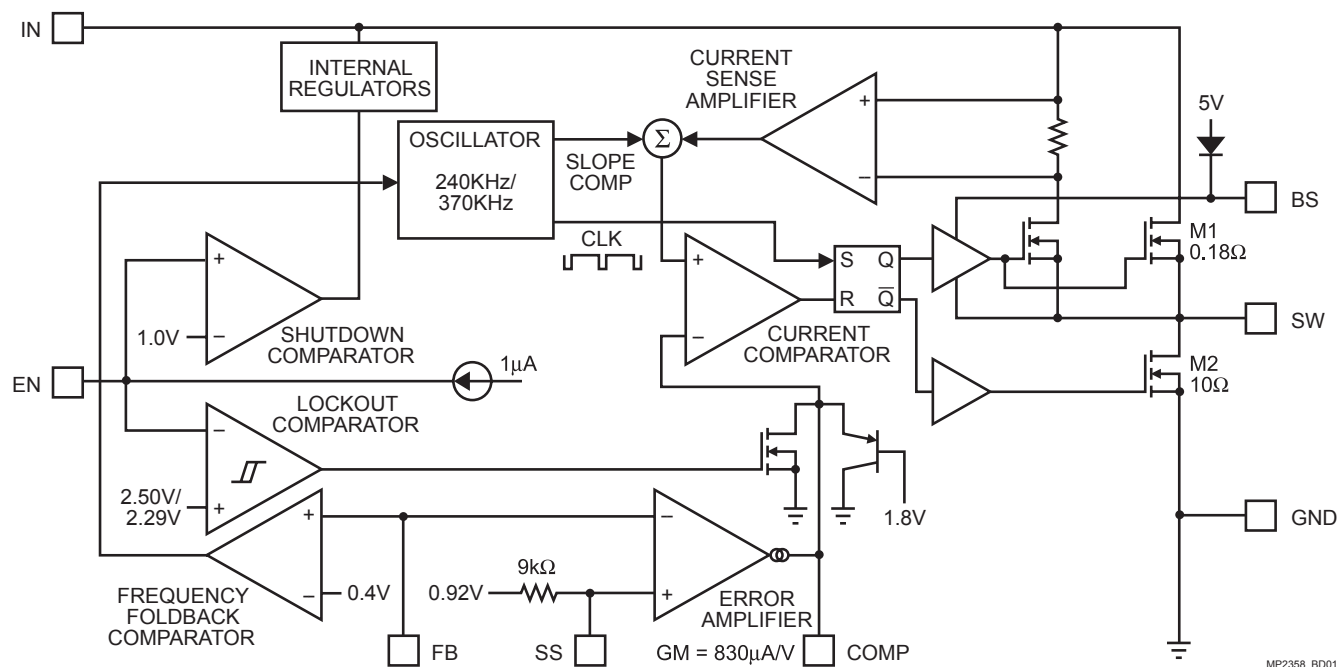 IN
INTERNAL
REGULATORS
CURRENT
SENSE
AMPLIFIER
+
–
5V
OSCILLATOR
240KHz/
370KHz
Σ
SLOPE
COMP
CLK
BS
M1
0.18Ω
+
–
1.0V
SHUTDOWN
COMPARATOR
+
–
CURRENT
COMPARATOR
S Q
R Q̅
SW
EN
1μA
M2
10Ω
LOCKOUT
COMPARATOR
–
+
2.50V/
2.29V
1.8V
GND
+
–
0.4V
FREQUENCY
FOLDBACK
COMPARATOR
9kΩ
0.92V
–
+
ERROR
AMPLIFIER
FB
SS
GM = 830μA/V
COMP
MP2358_BD01